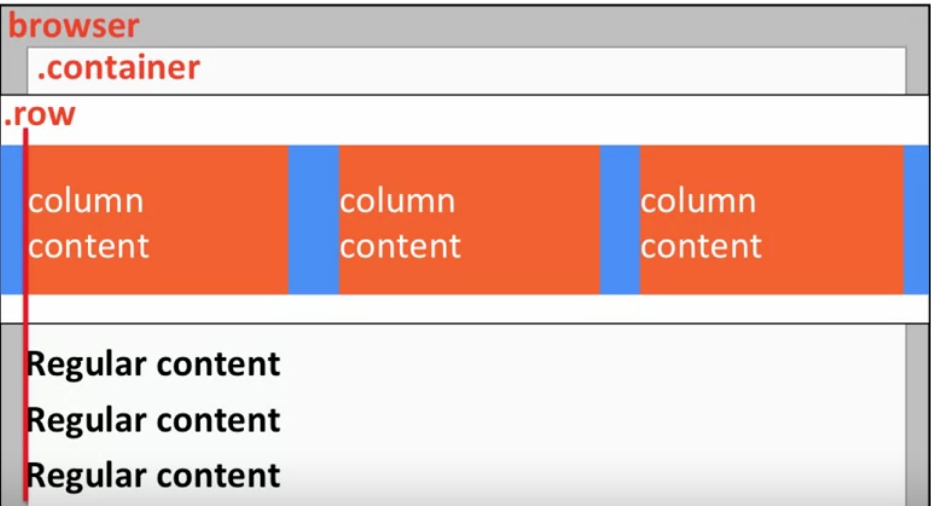 browser
.container
.row
column column column
content content content
Regular content
Regular content
Regular content